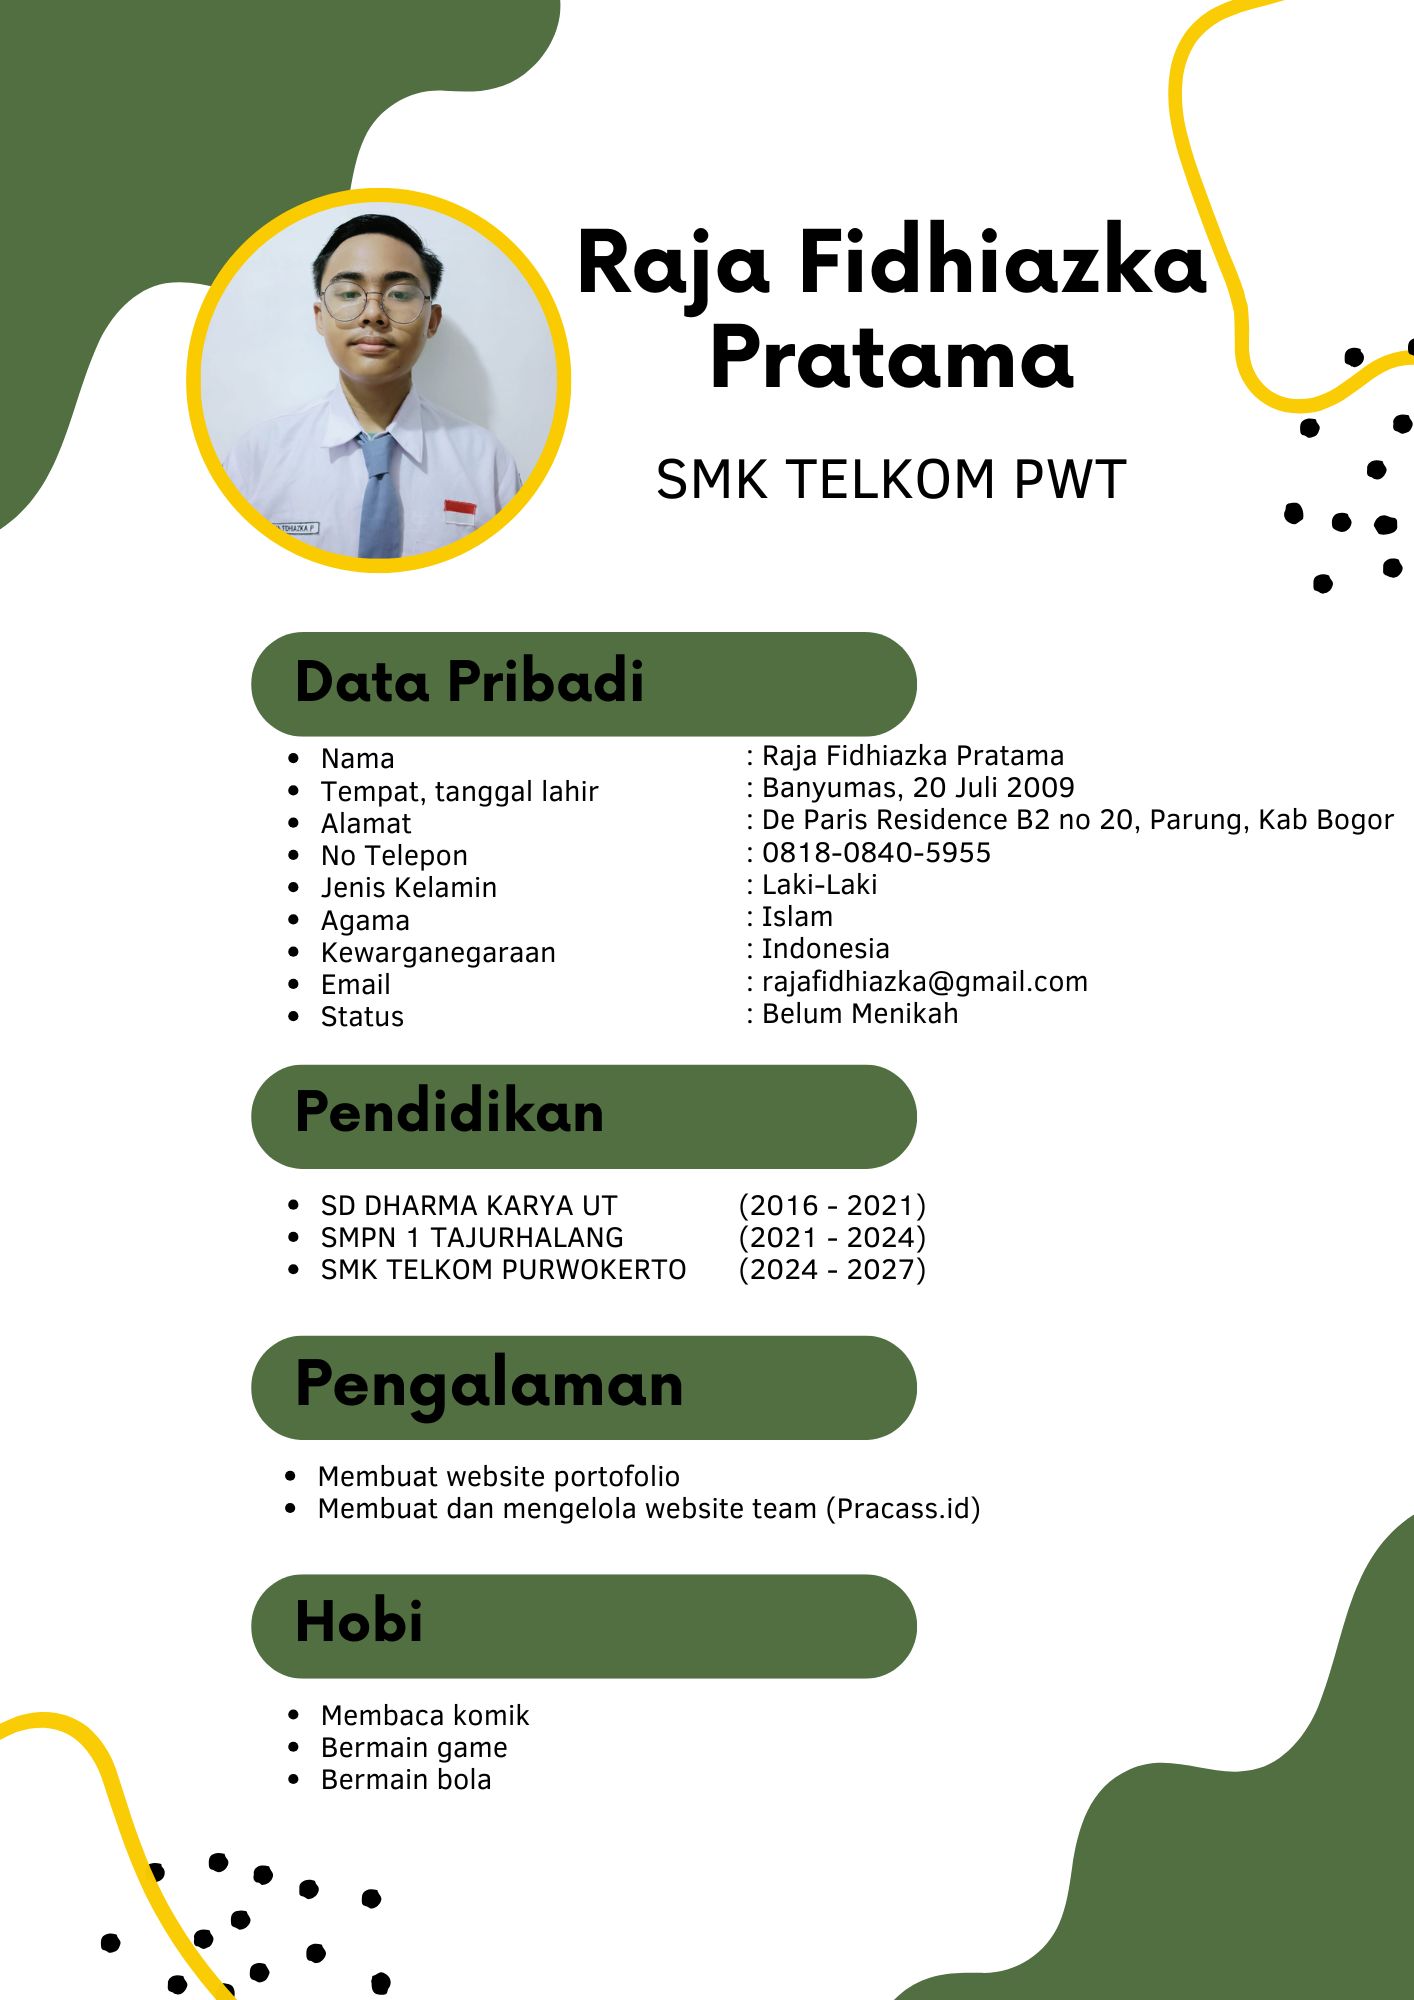 Raja Fidhiazka
Pratama
SMK TELKOM PWT
Data Pribadi
• Nama : Raja Fidhiazka Pratama
• Tempat, tanggal lahir : Banyumas, 20 Juli 2009
• Alamat : De Paris Residence B2 no 20, Parung, Kab Bogor
• No Telepon : 0818-0840-5955
• Jenis Kelamin : Laki-Laki
• Agama : Islam
• Kewarganegaraan : Indonesia
• Email : rajafidhiazka@gmail.com
• Status : Belum Menikah
Pendidikan
• SD DHARMA KARYA UT (2016 - 2021)
• SMPN 1 TAJURHALANG (2021 - 2024)
• SMK TELKOM PURWOKERTO (2024 - 2027)
Pengalaman
• Membuat website portofolio
• Membuat dan mengelola website team (Pracass.id)
Hobi
• Membaca komik
• Bermain game
• Bermain bola